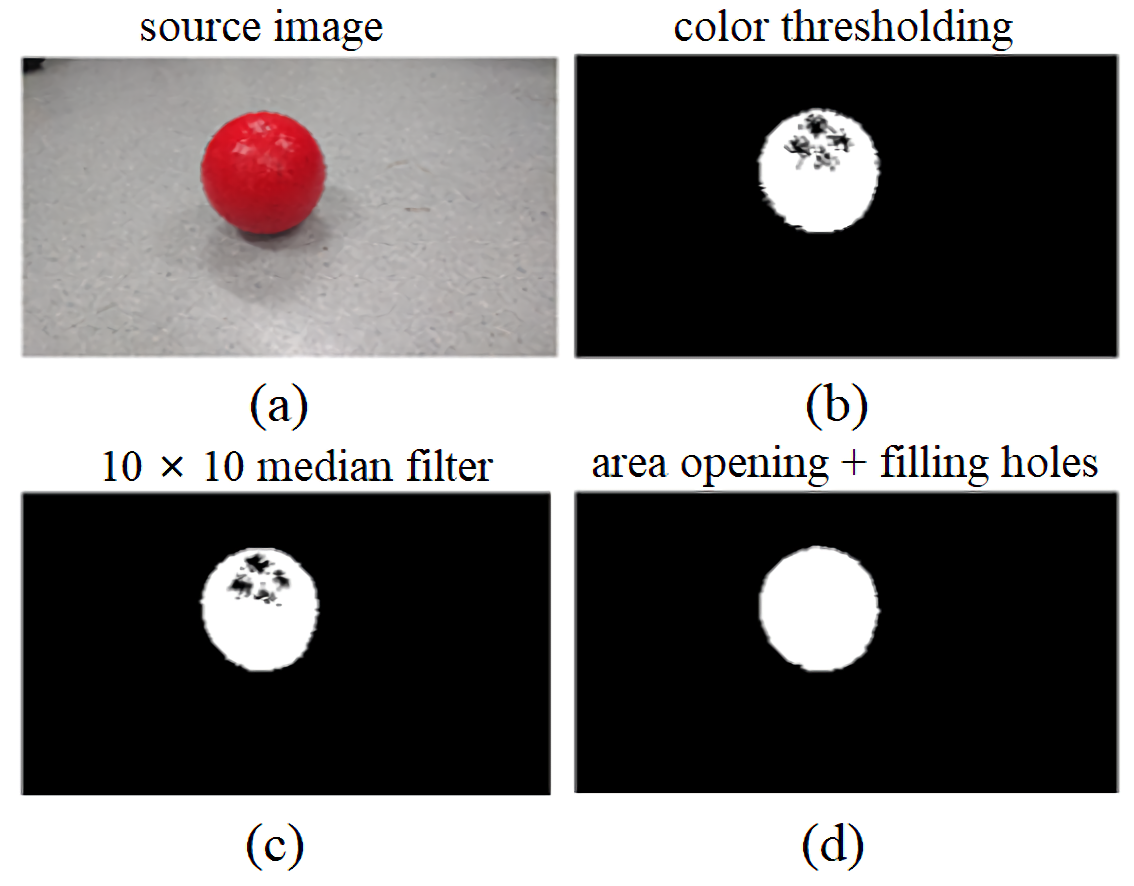 source image
color thresholding
(a)
(b)
10 × 10 median filter
area opening + filling holes
(c)
(d)